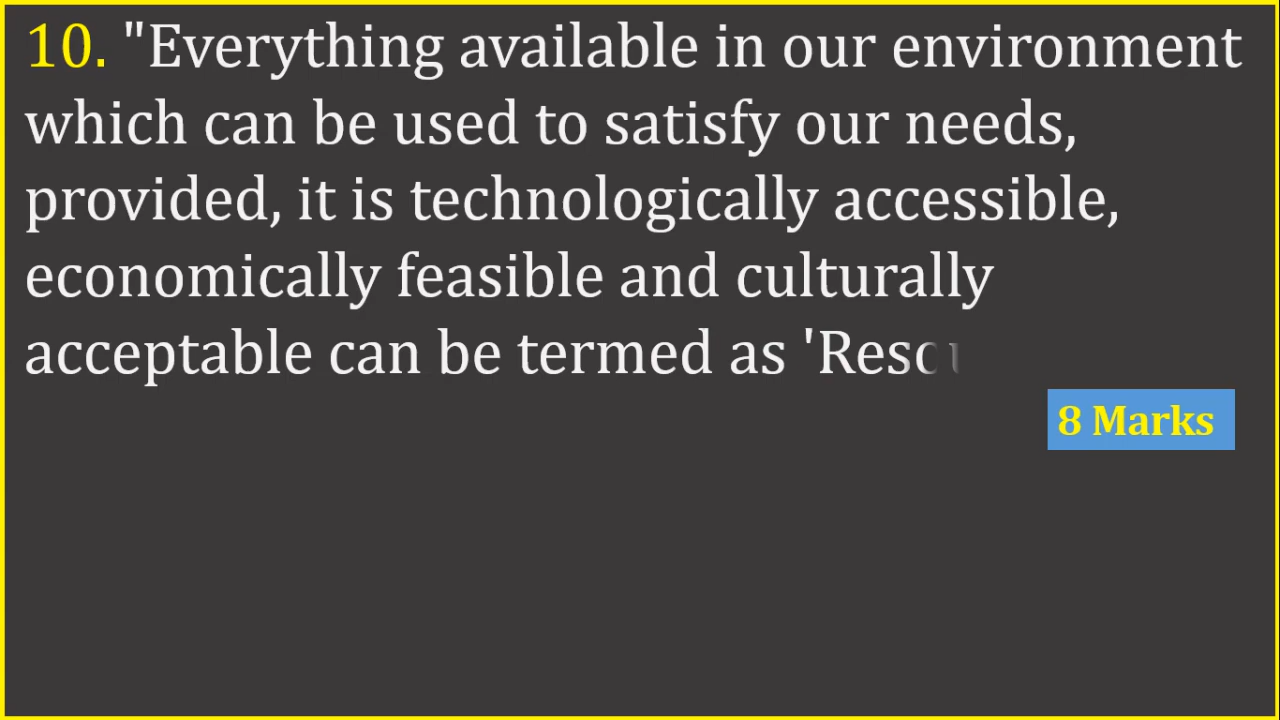 10. "Everything available in our environment
which can be used to satisfy our needs,
provided, it is technologically accessible,
economically feasible and culturally
acceptable can be termed as 'Resou
8 Marks